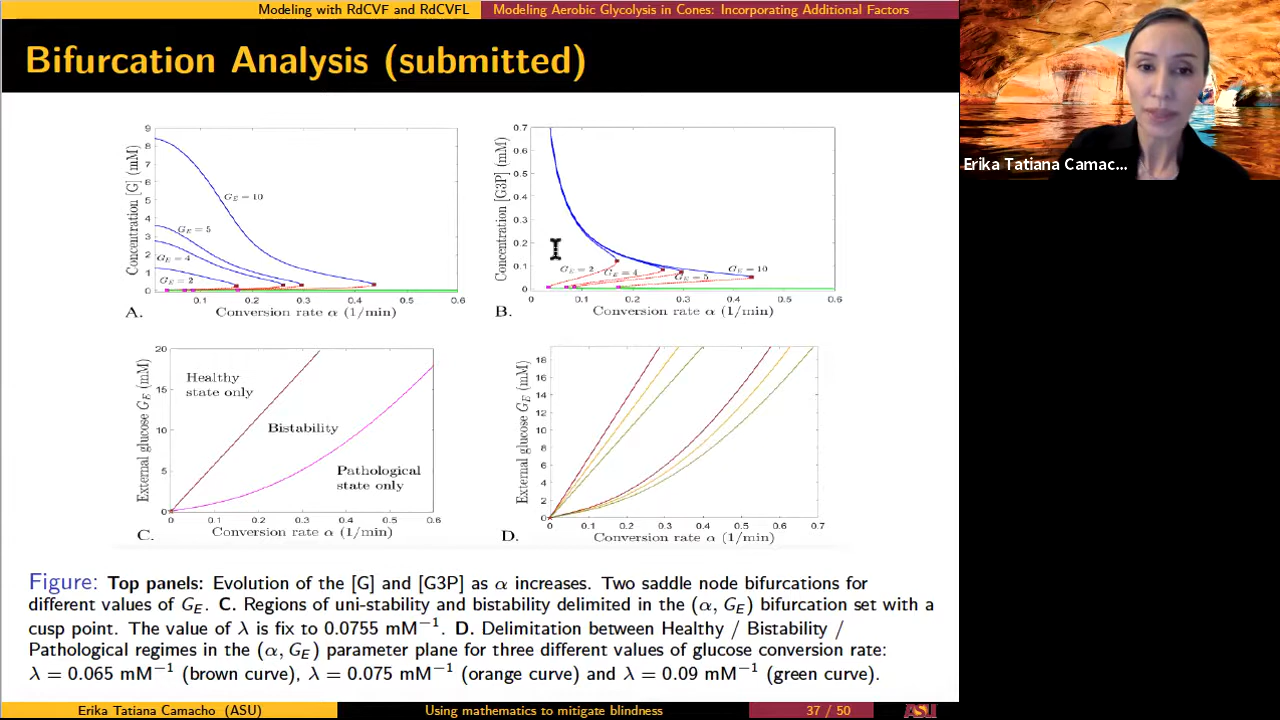 Modeling with RdCVF and RdCVFL
Modeling Aerobic Glycolysis in Cones: Incorporating Additional Factors
Bifurcation Analysis (submitted)
Erika Tatiana Camac...
Concentration [G] (mM)
9
8
7
6
5
4
3
2
1
0
G_E = 10
G_E = 5
G_E = 4
G_E = 2
0.1 0.2 0.3 0.4 0.5 0.6
A. Conversion rate α (1/min)
Concentration [G3P] (mM)
0.7
0.6
0.5
0.4
0.3
0.2
0.1
0
G_E = 2 G_E = 4 G_E = 5 G_E = 10
0 0.1 0.2 0.3 0.4 0.5 0.6
B. Conversion rate α (1/min)
External glucose G_E (mM)
20
15
10
5
0
Healthy
state only
Bistability
Pathological
state only
0 0.1 0.2 0.3 0.4 0.5 0.6
C. Conversion rate α (1/min)
External glucose G_E (mM)
18
16
14
12
10
8
6
4
2
0
0 0.1 0.2 0.3 0.4 0.5 0.6 0.7
D. Conversion rate α (1/min)
Figure: Top panels: Evolution of the [G] and [G3P] as α increases. Two saddle node bifurcations for
different values of G_E. C. Regions of uni-stability and bistability delimited in the (α, G_E) bifurcation set with a
cusp point. The value of λ is fix to 0.0755 mM⁻¹. D. Delimitation between Healthy / Bistability /
Pathological regimes in the (α, G_E) parameter plane for three different values of glucose conversion rate:
λ = 0.065 mM⁻¹ (brown curve), λ = 0.075 mM⁻¹ (orange curve) and λ = 0.09 mM⁻¹ (green curve).
Erika Tatiana Camacho (ASU)
Using mathematics to mitigate blindness
37 / 50
ASU